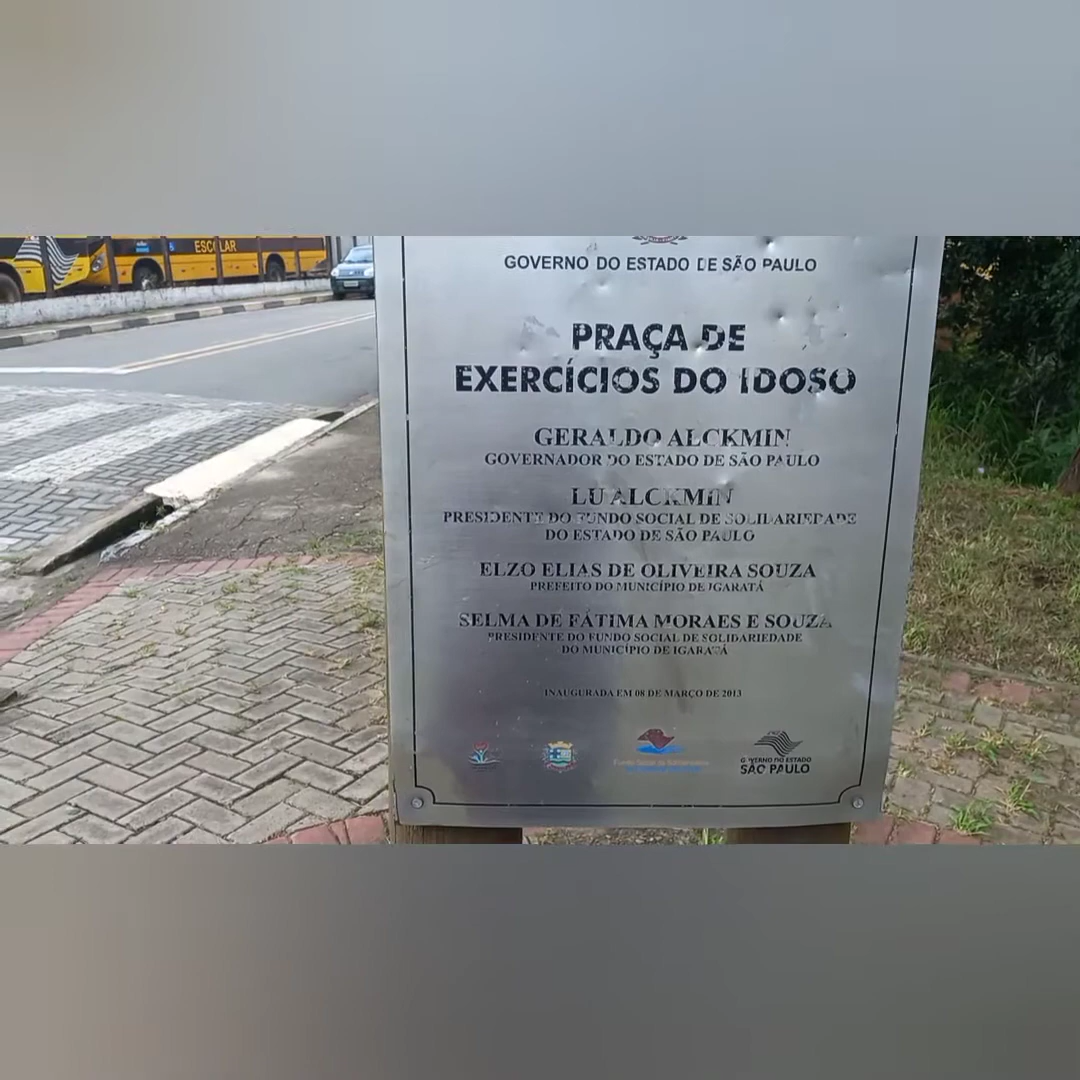 ESCOLAR
GOVERNO DO ESTADO DE SÃO PAULO
PRAÇA DE
EXERCÍCIOS DO IDOSO
GERALDO ALCKMIN
GOVERNADOR DO ESTADO DE SÃO PAULO
LU ALCKMIN
PRESIDENTE DO FUNDO SOCIAL DE SOLIDARIEDADE
DO ESTADO DE SÃO PAULO
ELZO ELIAS DE OLIVEIRA SOUZA
PREFEITO DO MUNICÍPIO DE IGARATÁ
SELMA DE FÁTIMA MORAES E SOUZA
PRESIDENTE DO FUNDO SOCIAL DE SOLIDARIEDADE
DO MUNICÍPIO DE IGARATÁ
INAUGURADA EM 08 DE MARÇO DE 2013
GOVERNO DO ESTADO
SÃO PAULO